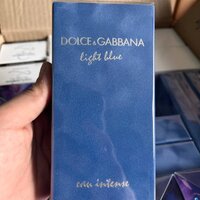 DOLCE & GABBANA
light blue
eau intense